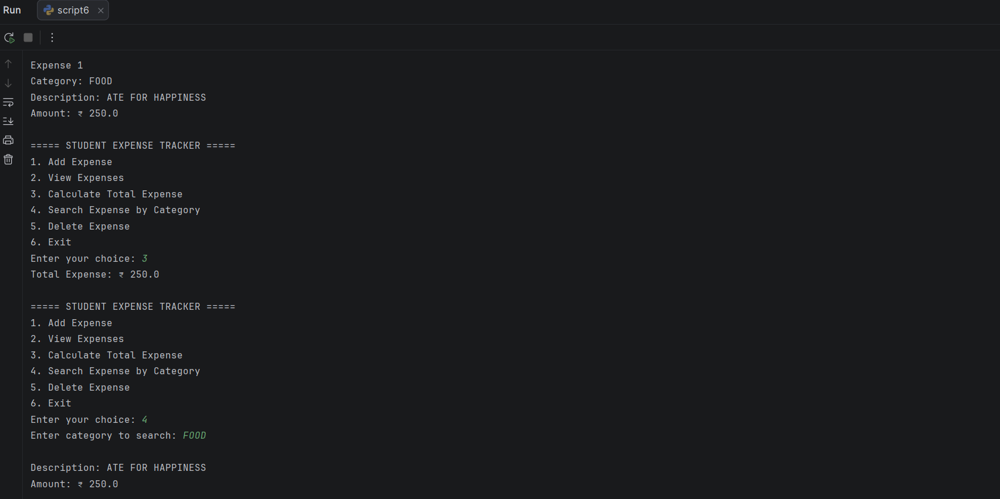 Run script6
Expense 1
Category: FOOD
Description: ATE FOR HAPPINESS
Amount: ₹ 250.0
===== STUDENT EXPENSE TRACKER =====
1. Add Expense
2. View Expenses
3. Calculate Total Expense
4. Search Expense by Category
5. Delete Expense
6. Exit
Enter your choice: 3
Total Expense: ₹ 250.0
===== STUDENT EXPENSE TRACKER =====
1. Add Expense
2. View Expenses
3. Calculate Total Expense
4. Search Expense by Category
5. Delete Expense
6. Exit
Enter your choice: 4
Enter category to search: FOOD
Description: ATE FOR HAPPINESS
Amount: ₹ 250.0